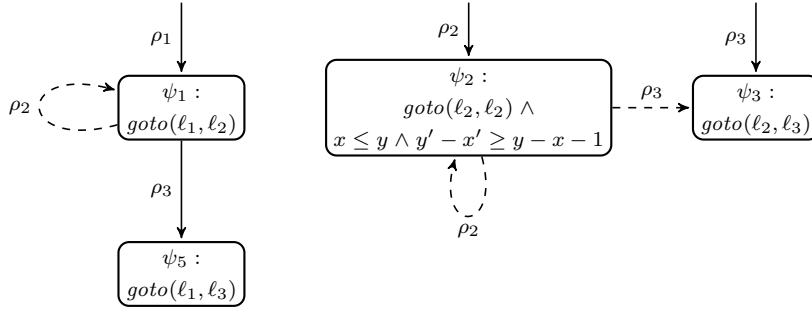 ρ₁
ρ₂
ρ₃
ψ₁ :
goto(ℓ₁, ℓ₂)
ρ₂
ψ₂ :
goto(ℓ₂, ℓ₂) ∧
x ≤ y ∧ y′ − x′ ≥ y − x − 1
ρ₃
ψ₃ :
goto(ℓ₂, ℓ₃)
ρ₃
ρ₂
ψ₅ :
goto(ℓ₁, ℓ₃)